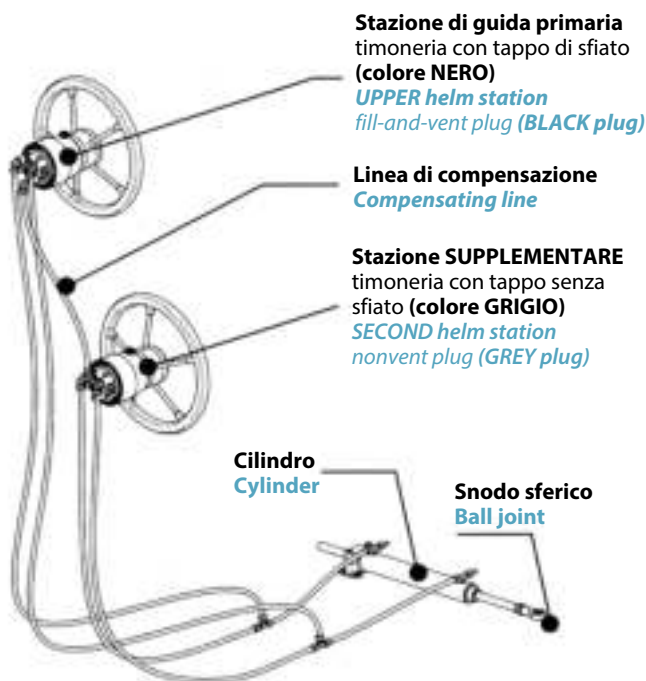 Stazione di guida primaria
timoneria con tappo di sfiato
(colore NERO)
UPPER helm station
fill-and-vent plug (BLACK plug)
Linea di compensazione
Compensating line
Stazione SUPPLEMENTARE
timoneria con tappo senza
sfiato (colore GRIGIO)
SECOND helm station
nonvent plug (GREY plug)
Cilindro
Cylinder
Snodo sferico
Ball joint